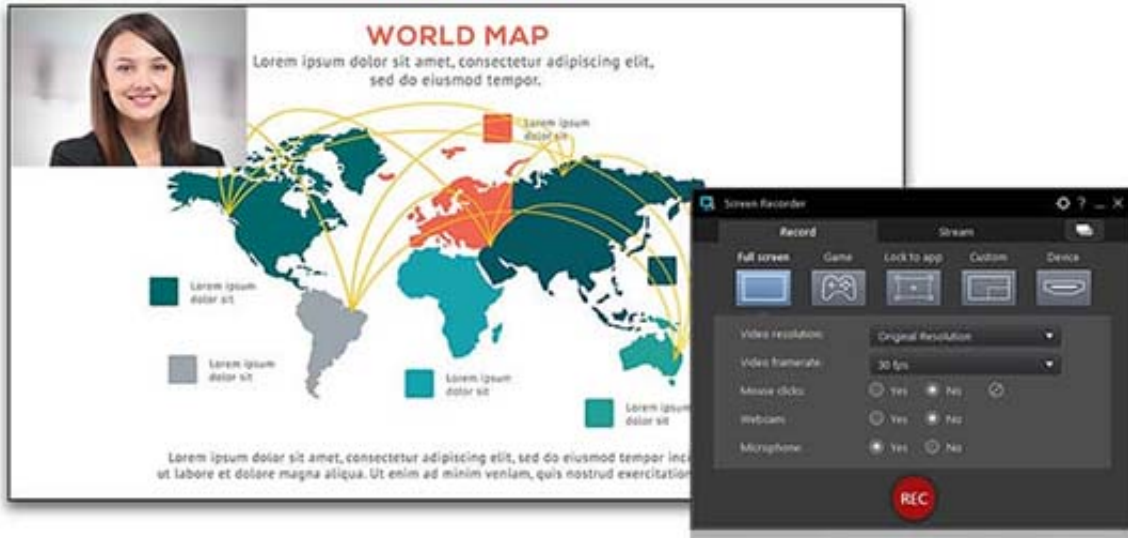 WORLD MAP
Lorem ipsum dolor sit amet, consectetur adipiscing elit,
sed do eiusmod tempor.
Lorem ipsum
dolor sit
Lorem ipsum
dolor sit
Lorem ipsum
dolor sit
Lorem ipsum
dolor sit
Lorem ipsum
dolor sit
Lorem ipsum dolor sit amet, consectetur adipiscing elit, sed do eiusmod tempor inci
ut labore et dolore magna aliqua. Ut enim ad minim veniam, quis nostrud exercitation
Screen Recorder
?
Record Stream
Full screen Game Lock to app Custom Device
Video resolution: Original Resolution
Video framerate: 30 fps
Mouse clicks: Yes No
Webcam: Yes No
Microphone: Yes No
REC